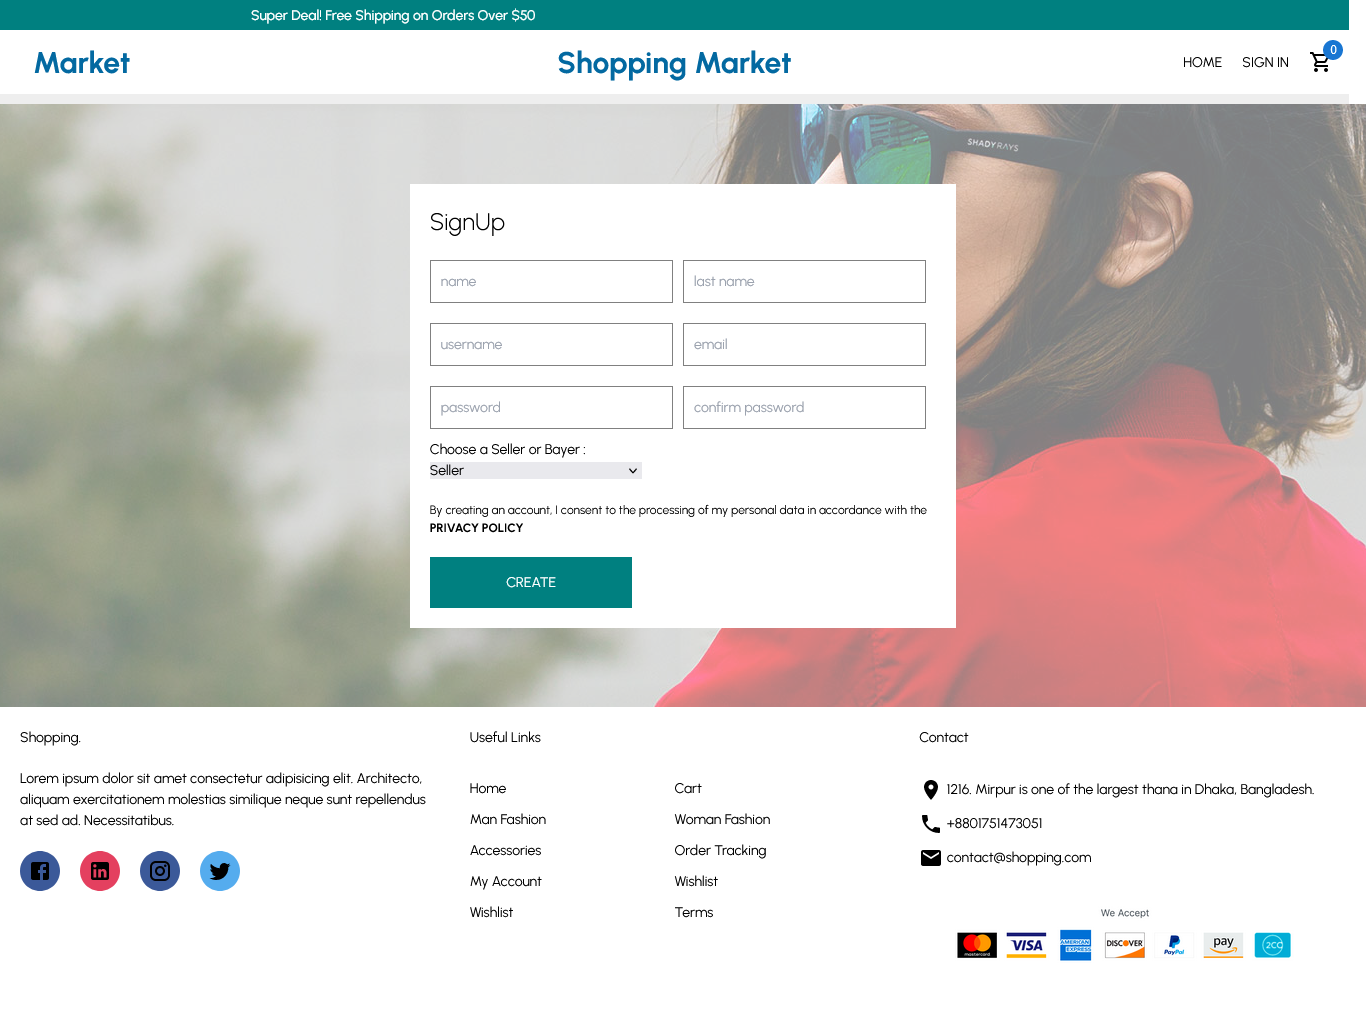 Super Deal! Free Shipping on Orders Over $50
Market
Shopping Market
HOME
SIGN IN
0
SHADYRAYS
SignUp
name
last name
username
email
password
confirm password
Choose a Seller or Bayer :
Seller
By creating an account, I consent to the processing of my personal data in accordance with the
PRIVACY POLICY
CREATE
Shopping.
Lorem ipsum dolor sit amet consectetur adipisicing elit. Architecto,
aliquam exercitationem molestias similique neque sunt repellendus
at sed ad. Necessitatibus.
Useful Links
Home
Man Fashion
Accessories
My Account
Wishlist
Cart
Woman Fashion
Order Tracking
Wishlist
Terms
Contact
1216. Mirpur is one of the largest thana in Dhaka, Bangladesh.
+8801751473051
contact@shopping.com
We Accept
mastercard
VISA
AMERICAN
EXPRESS
DISCOVER
PayPal
pay
2CO